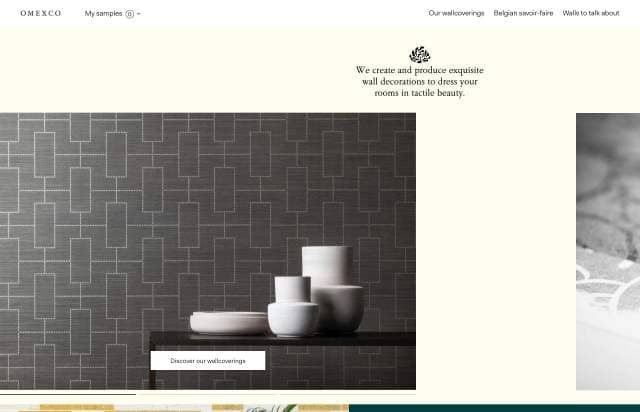 OMEXCO
My samples 0
Our wallcoverings
Belgian savoir-faire
Walls to talk about
We create and produce exquisite
wall decorations to dress your
rooms in tactile beauty.
Discover our wallcoverings